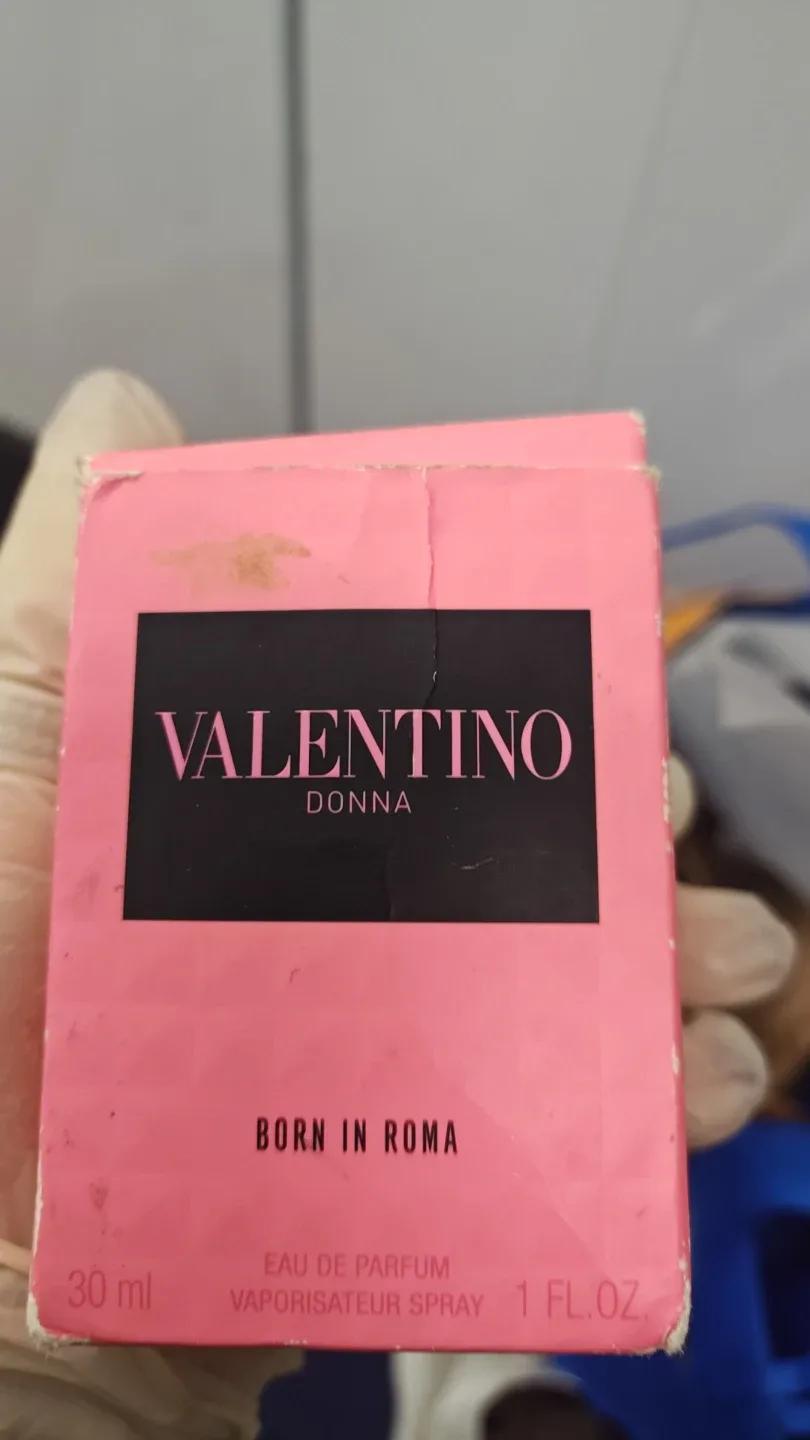 VALENTINO
DONNA
BORN IN ROMA
EAU DE PARFUM
30 ml VAPORISATEUR SPRAY 1 FL.OZ.